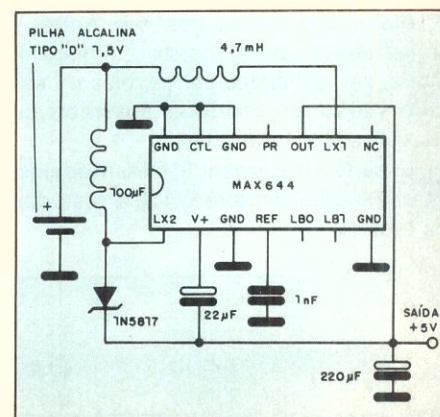 PILHA ALCALINA
TIPO "D" 1,5V
4,7mH
+
GND CTL GND PR OUT LX1 NC
MAX644
100µF
LX2 V+ GND REF LBO LB1 GND
1nF
22µF
1N5817
SAÍDA
+5V
220µF